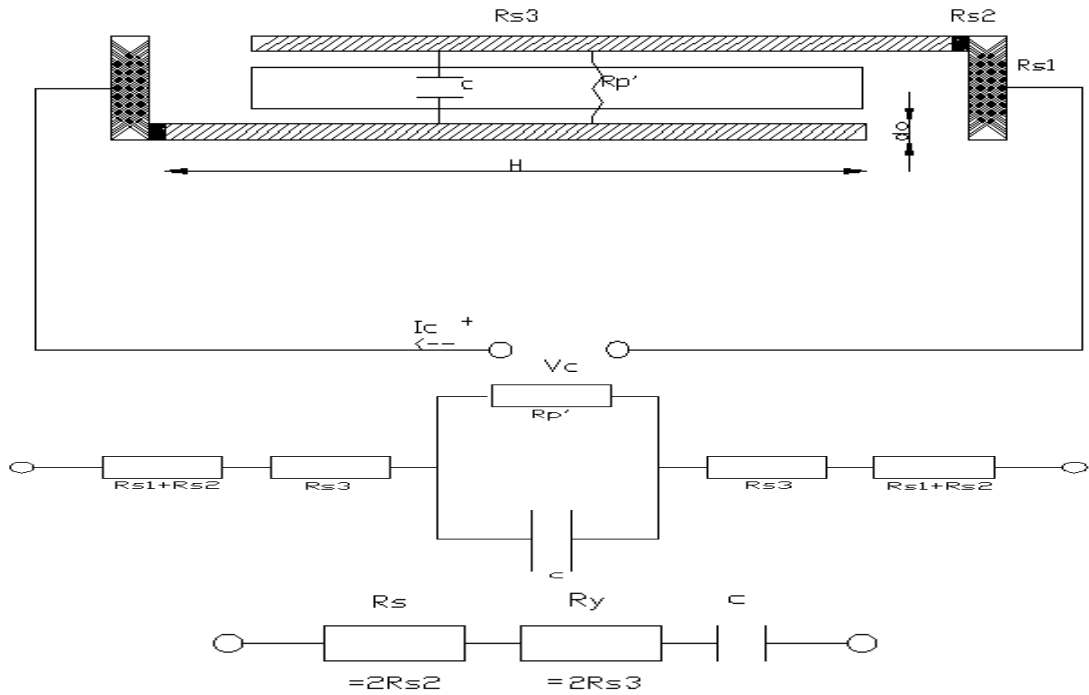 Rs3
Rs2
Rs1
c
Rp'
do
H
Ic +
<--
Vc
Rp'
Rs1+Rs2
Rs3
Rs3
Rs1+Rs2
c
Rs
Ry
c
=2Rs2
=2Rs3